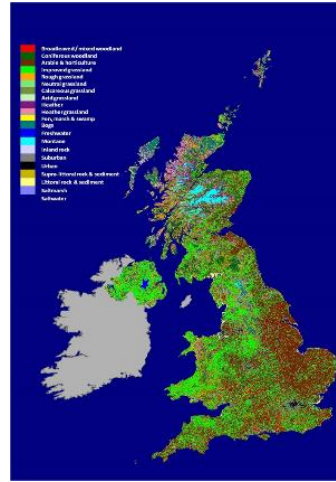 Broadleaved / mixed woodland
Coniferous woodland
Arable & horticulture
Improved grassland
Rough grassland
Neutral grassland
Calcareous grassland
Acid grassland
Heather
Heather grassland
Fen, marsh & swamp
Bogs
Freshwater
Montane
Inland rock
Suburban
Urban
Supra-littoral rock & sediment
Littoral rock & sediment
Saltmarsh
Saltwater